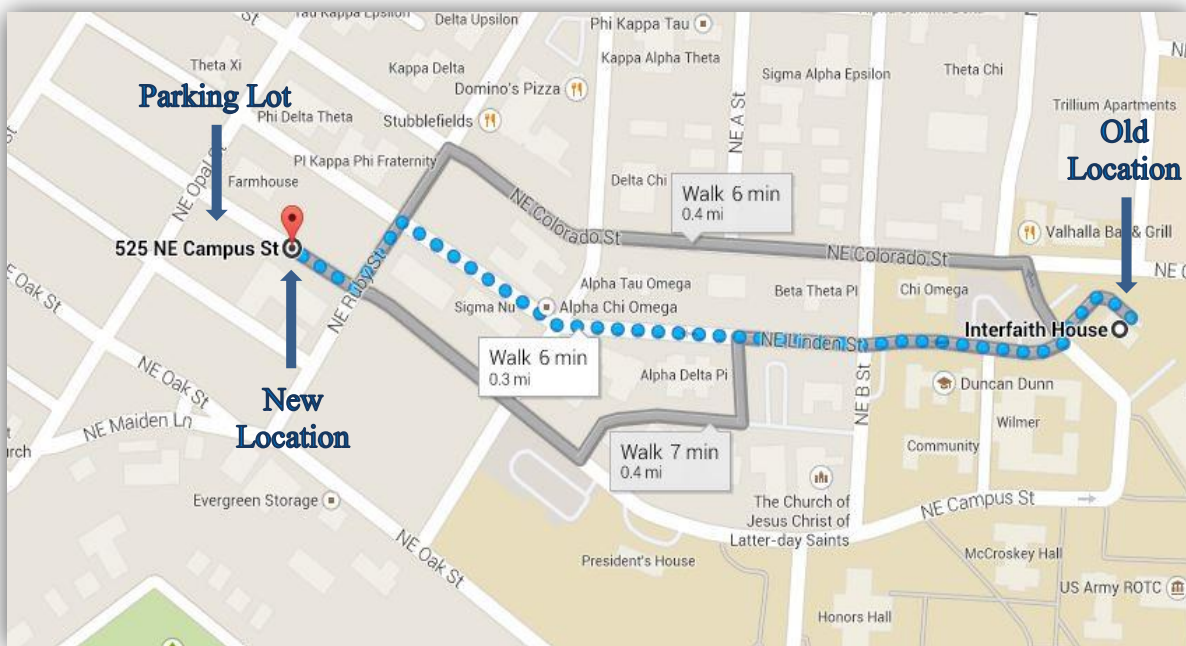 Tau Kappa Epsilon
Delta Upsilon
Phi Kappa Tau
Kappa Alpha Theta
Theta Xi
Kappa Delta
Sigma Alpha Epsilon
Theta Chi
Domino's Pizza
Trillium Apartments
Parking Lot
Phi Delta Theta
Stubblefields
NE A St
Old
Location
PI Kappa Phi Fraternity
NE Opal St
Farmhouse
Delta Chi
Walk 6 min
0.4 mi
NE Colorado St
Valhalla Bar & Grill
525 NE Campus St
NE Colorado St
NE Ruby St
Alpha Tau Omega
Beta Theta PI
Chi Omega
NE Oak St
Sigma Nu
Alpha Chi Omega
Interfaith House
NE Linden St
Walk 6 min
0.3 mi
Alpha Delta Pi
NE B St
Duncan Dunn
NE Oak St
New
Location
NE Maiden Ln
Wilmer
Walk 7 min
0.4 mi
Community
Evergreen Storage
The Church of
Jesus Christ of
Latter-day Saints
NE Campus St
NE Oak St
President's House
McCroskey Hall
US Army ROTC
Honors Hall